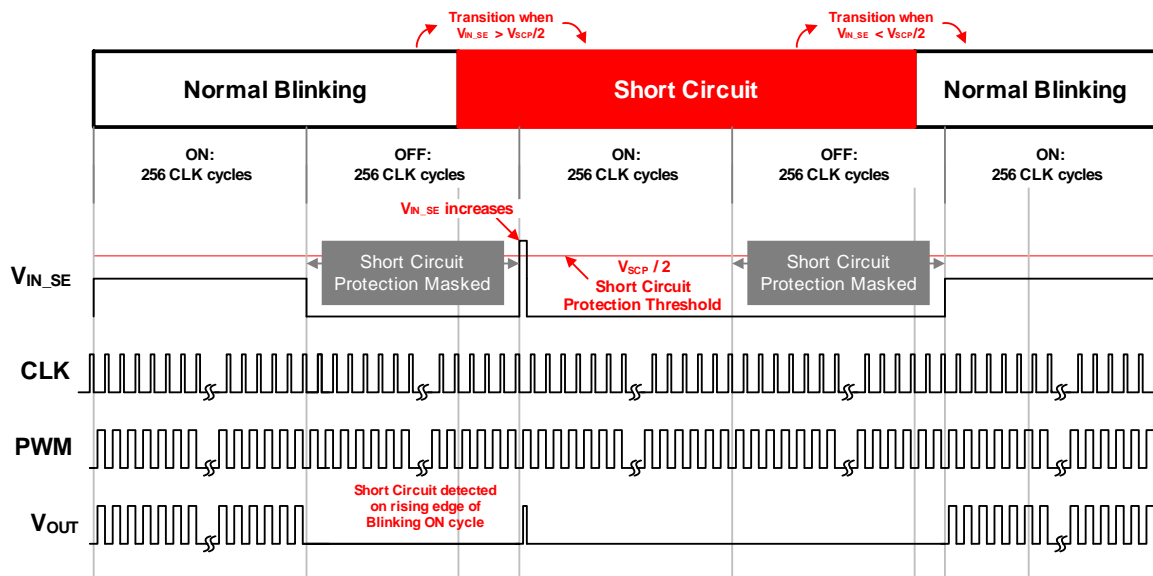 Transition when
VIN_SE > VSCP/2
Transition when
VIN_SE < VSCP/2
Normal Blinking
Short Circuit
Normal Blinking
ON:
256 CLK cycles
OFF:
256 CLK cycles
ON:
256 CLK cycles
OFF:
256 CLK cycles
ON:
256 CLK cycles
VIN_SE increases
VIN_SE
Short Circuit
Protection Masked
VSCP / 2
Short Circuit
Protection Threshold
Short Circuit
Protection Masked
CLK
PWM
VOUT
Short Circuit detected
on rising edge of
Blinking ON cycle